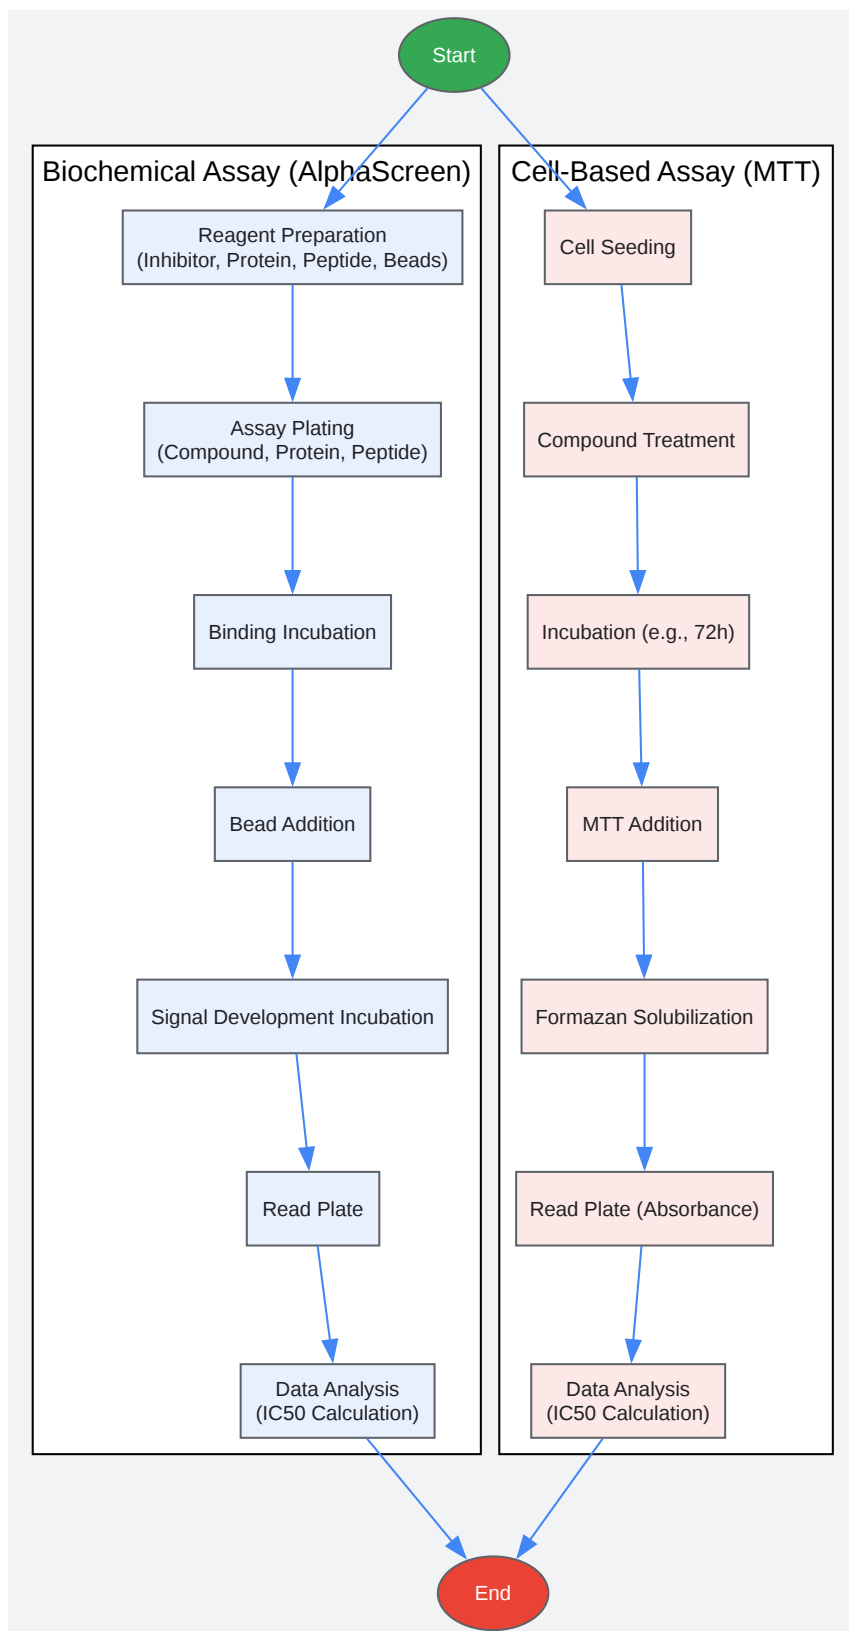 Start
Biochemical Assay (AlphaScreen)
Reagent Preparation
(Inhibitor, Protein, Peptide, Beads)
Assay Plating
(Compound, Protein, Peptide)
Binding Incubation
Bead Addition
Signal Development Incubation
Read Plate
Data Analysis
(IC50 Calculation)
Cell-Based Assay (MTT)
Cell Seeding
Compound Treatment
Incubation (e.g., 72h)
MTT Addition
Formazan Solubilization
Read Plate (Absorbance)
Data Analysis
(IC50 Calculation)
End